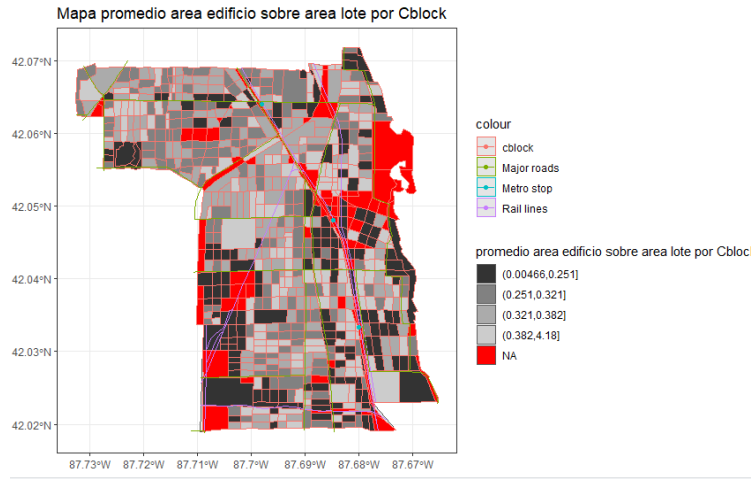 Mapa promedio area edificio sobre area lote por Cblock
42.07°N
42.06°N
42.05°N
42.04°N
42.03°N
42.02°N
87.73°W 87.72°W 87.71°W 87.7°W 87.69°W 87.68°W 87.67°W
colour
cblock
Major roads
Metro stop
Rail lines
promedio area edificio sobre area lote por Cbloc
(0.00466,0.251]
(0.251,0.321]
(0.321,0.382]
(0.382,4.18]
NA